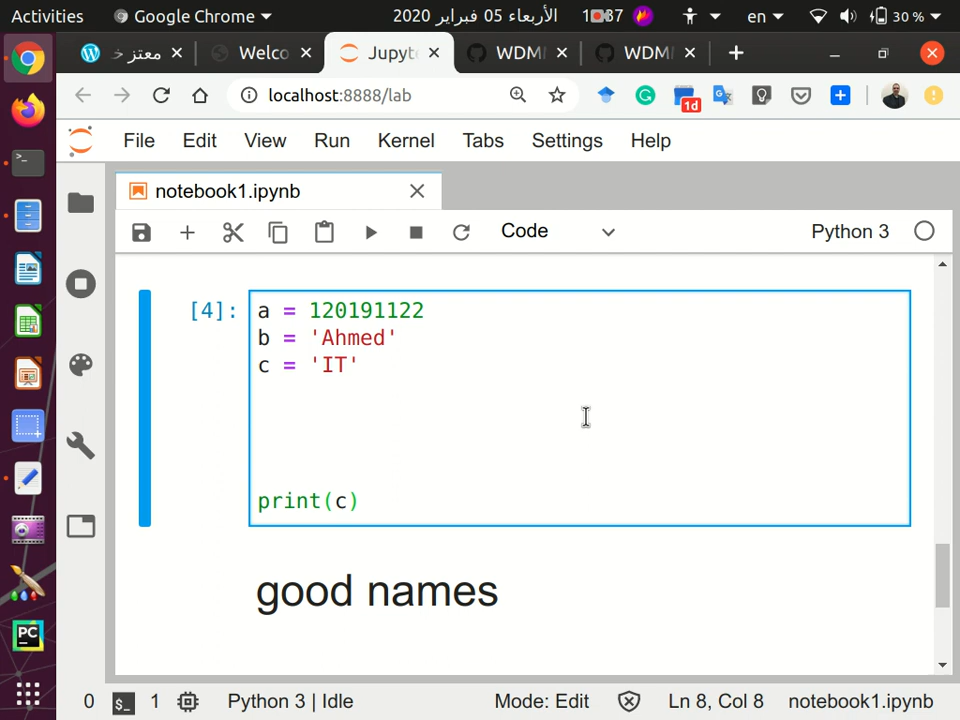 Activities Google Chrome الأربعاء 05 فبراير 2020 en 30 %
معتز Welco Jupyt WDM WDM
localhost:8888/lab 1d
File Edit View Run Kernel Tabs Settings Help
notebook1.ipynb
Code Python 3
[4]: a = 120191122
b = 'Ahmed'
c = 'IT'
print(c)
good names
PC
0 $_ 1 Python 3 | Idle Mode: Edit Ln 8, Col 8 notebook1.ipynb